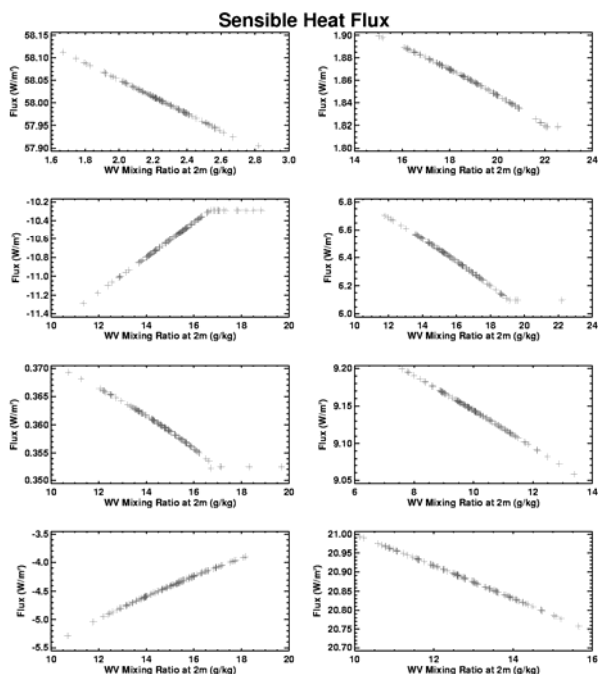 Sensible Heat Flux
58.15
58.10
58.05
58.00
57.95
57.90
Flux (W/m²)
1.6 1.8 2.0 2.2 2.4 2.6 2.8 3.0
WV Mixing Ratio at 2m (g/kg)
1.90
1.88
1.86
1.84
1.82
1.80
Flux (W/m²)
14 16 18 20 22 24
WV Mixing Ratio at 2m (g/kg)
-10.2
-10.4
-10.6
-10.8
-11.0
-11.2
-11.4
Flux (W/m²)
10 12 14 16 18 20
WV Mixing Ratio at 2m (g/kg)
6.8
6.6
6.4
6.2
6.0
Flux (W/m²)
10 12 14 16 18 20 22 24
WV Mixing Ratio at 2m (g/kg)
0.370
0.365
0.360
0.355
0.350
Flux (W/m²)
10 12 14 16 18 20
WV Mixing Ratio at 2m (g/kg)
9.20
9.15
9.10
9.05
Flux (W/m²)
6 8 10 12 14
WV Mixing Ratio at 2m (g/kg)
-3.5
-4.0
-4.5
-5.0
-5.5
Flux (W/m²)
10 12 14 16 18 20
WV Mixing Ratio at 2m (g/kg)
21.00
20.95
20.90
20.85
20.80
20.75
20.70
Flux (W/m²)
10 12 14 16
WV Mixing Ratio at 2m (g/kg)